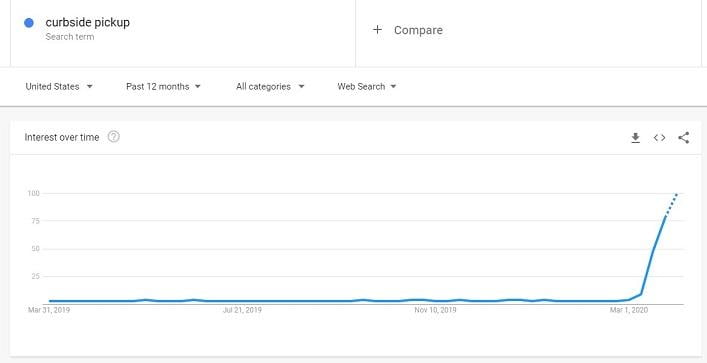 curbside pickup
Search term
+ Compare
United States Past 12 months All categories Web Search
Interest over time ?
100
75
50
25
Mar 31, 2019 Jul 21, 2019 Nov 10, 2019 Mar 1, 2020